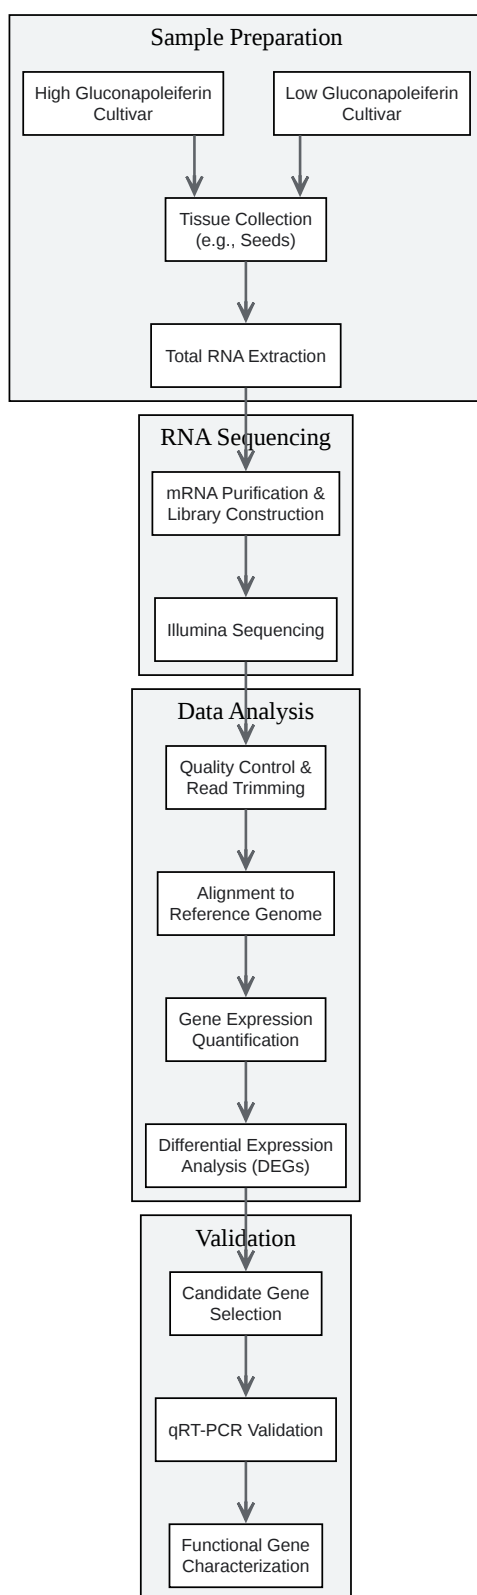 Sample Preparation
High Gluconapoleiferin
Cultivar
Low Gluconapoleiferin
Cultivar
Tissue Collection
(e.g., Seeds)
Total RNA Extraction
RNA Sequencing
mRNA Purification &
Library Construction
Illumina Sequencing
Data Analysis
Quality Control &
Read Trimming
Alignment to
Reference Genome
Gene Expression
Quantification
Differential Expression
Analysis (DEGs)
Validation
Candidate Gene
Selection
qRT-PCR Validation
Functional Gene
Characterization